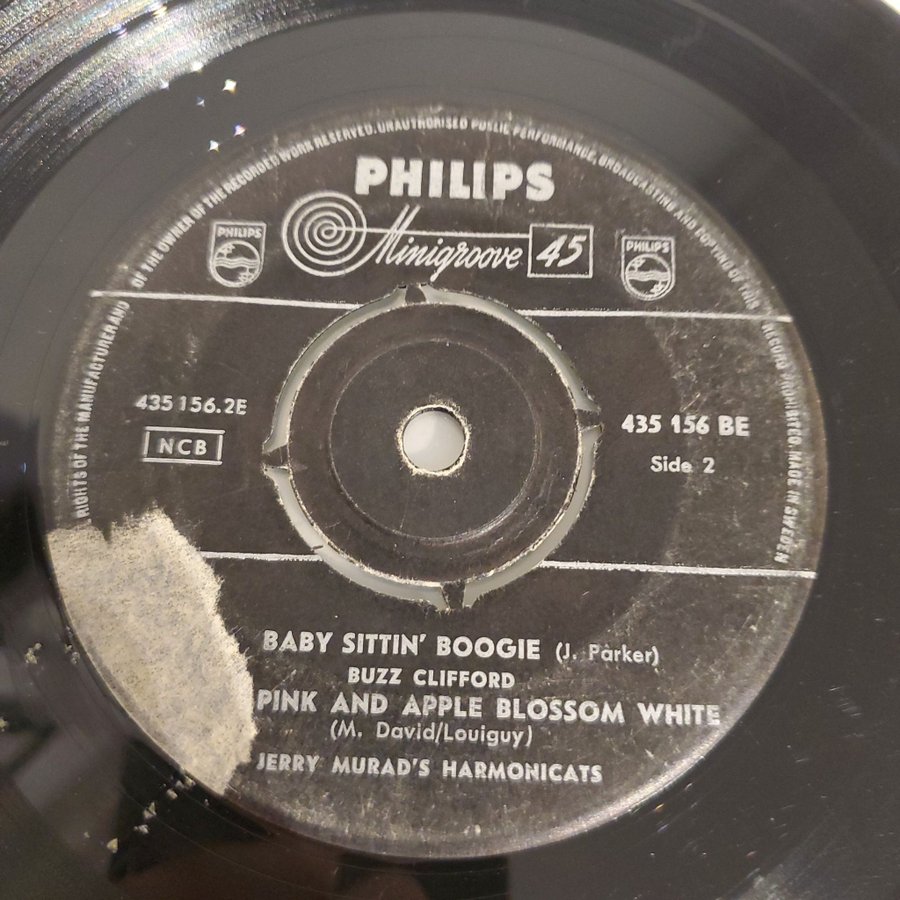 RIGHTS OF THE MANUFACTURER AND OF THE OWNER OF THE RECORDED WORK RESERVED. UNAUTHORISED PUBLIC PERFORMANCE, BROADCASTING AND COPYING OF THIS RECORD PROHIBITED. MADE IN SWEDEN
PHILIPS
Minigroove 45
PHILIPS
PHILIPS
435 156.2E
NCB
435 156 BE
Side 2
BABY SITTIN' BOOGIE (J. Parker)
BUZZ CLIFFORD
PINK AND APPLE BLOSSOM WHITE
(M. David/Louiguy)
JERRY MURAD'S HARMONICATS